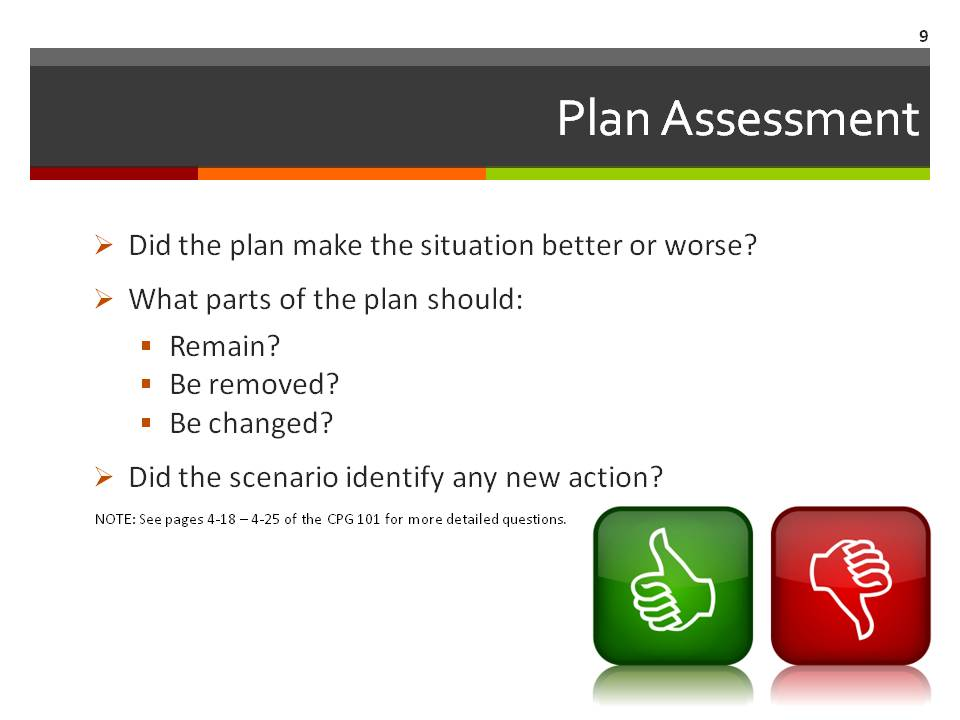 9
Plan Assessment
Did the plan make the situation better or worse?
What parts of the plan should:
Remain?
Be removed?
Be changed?
Did the scenario identify any new action?
NOTE: See pages 4-18 – 4-25 of the CPG 101 for more detailed questions.